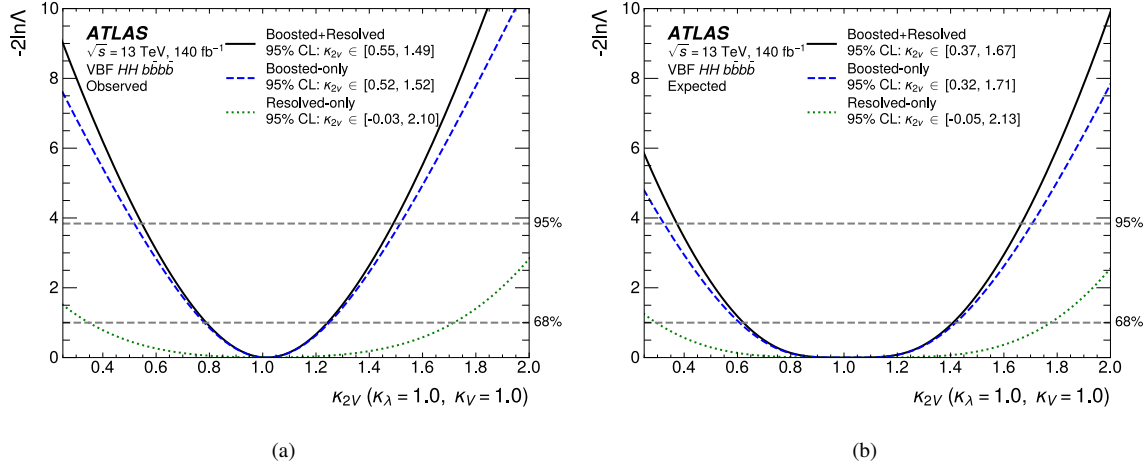 ATLAS
√s = 13 TeV, 140 fb⁻¹
VBF HH bb̄bb̄
Observed
Boosted+Resolved
95% CL: κ₂ᵥ ∈ [0.55, 1.49]
Boosted-only
95% CL: κ₂ᵥ ∈ [0.52, 1.52]
Resolved-only
95% CL: κ₂ᵥ ∈ [-0.03, 2.10]
-2lnΛ
10
8
6
4
2
0
95%
68%
0.4 0.6 0.8 1.0 1.2 1.4 1.6 1.8 2.0
κ2V (κλ = 1.0, κV = 1.0)
(a)
ATLAS
√s = 13 TeV, 140 fb⁻¹
VBF HH bb̄bb̄
Expected
Boosted+Resolved
95% CL: κ₂ᵥ ∈ [0.37, 1.67]
Boosted-only
95% CL: κ₂ᵥ ∈ [0.32, 1.71]
Resolved-only
95% CL: κ₂ᵥ ∈ [-0.05, 2.13]
-2lnΛ
10
8
6
4
2
0
95%
68%
0.4 0.6 0.8 1.0 1.2 1.4 1.6 1.8 2.0
κ2V (κλ = 1.0, κV = 1.0)
(b)